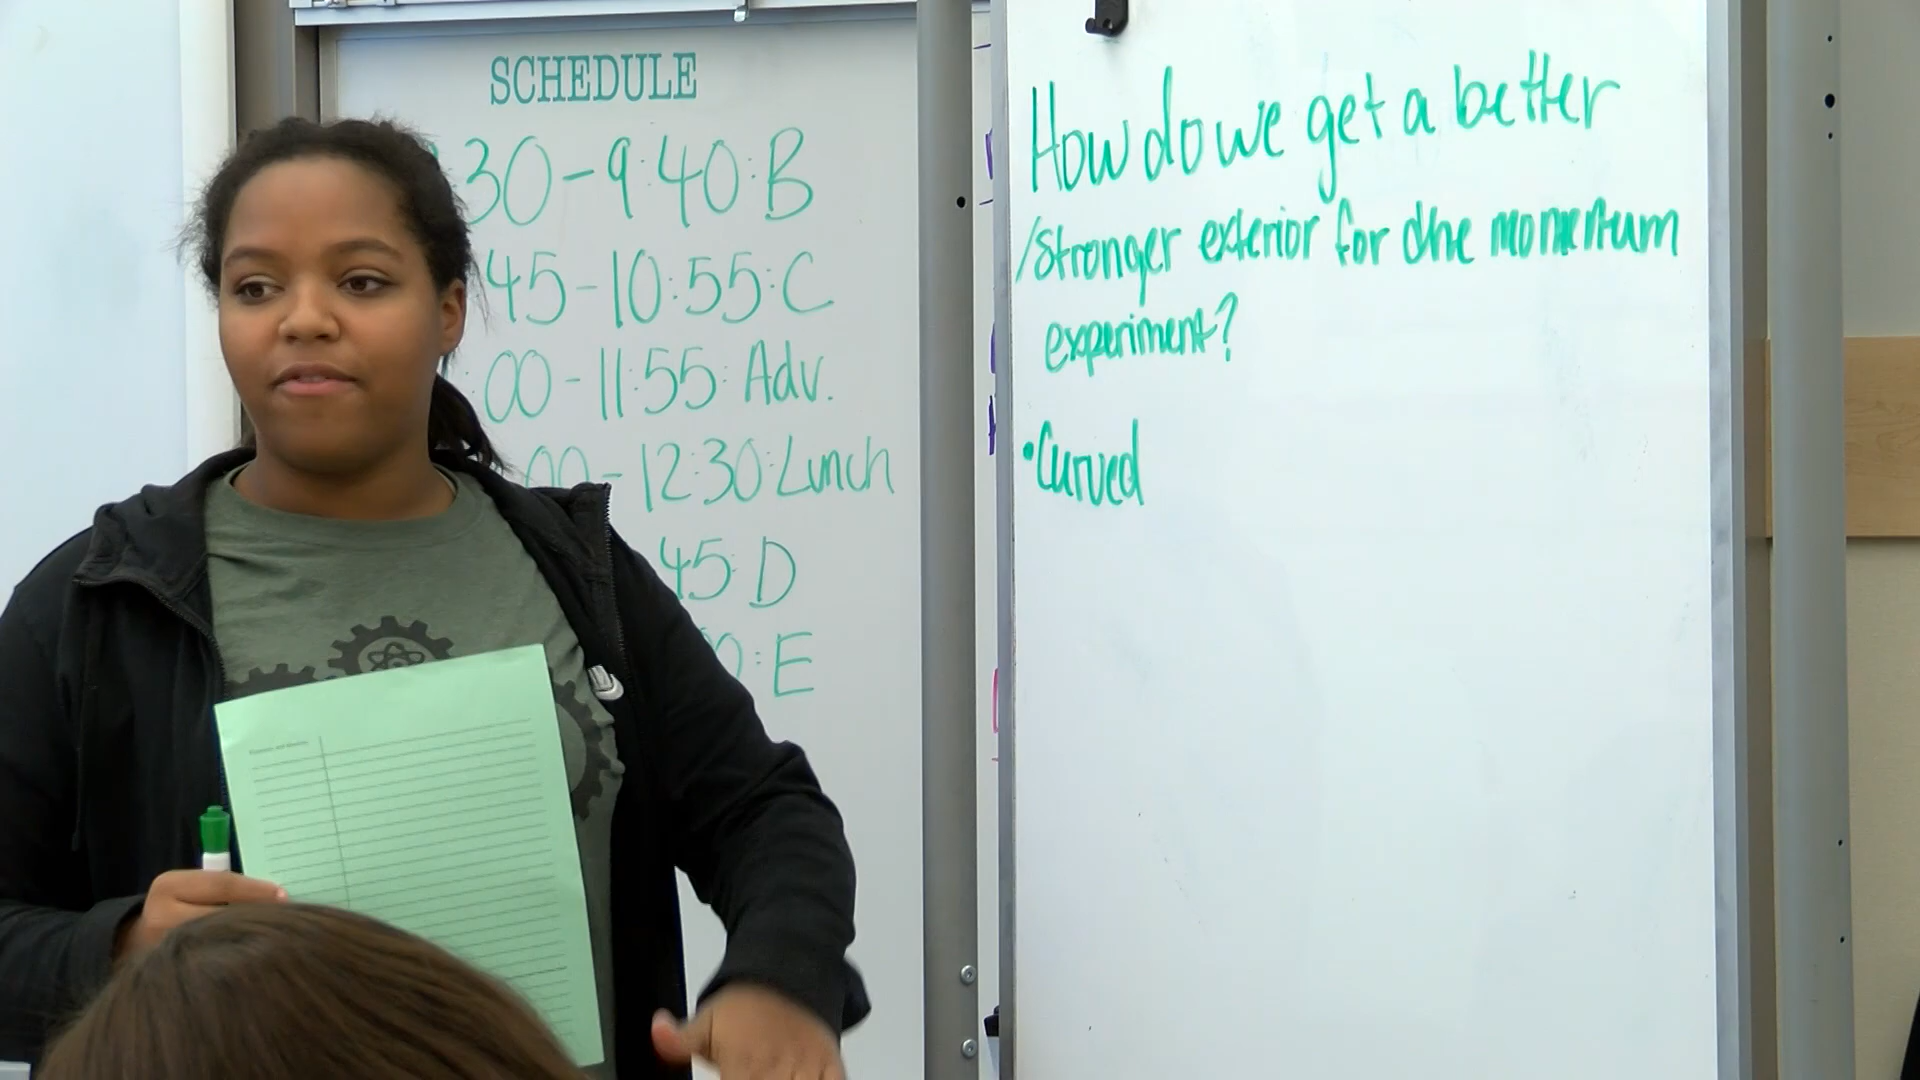 SCHEDULE
30-9:40: B
45-10:55: C
:00-11:55: Adv.
00-12:30: Lunch
45: D
0: E
How do we get a better
/Stronger exterior for the momentum
experiment?
• Curved